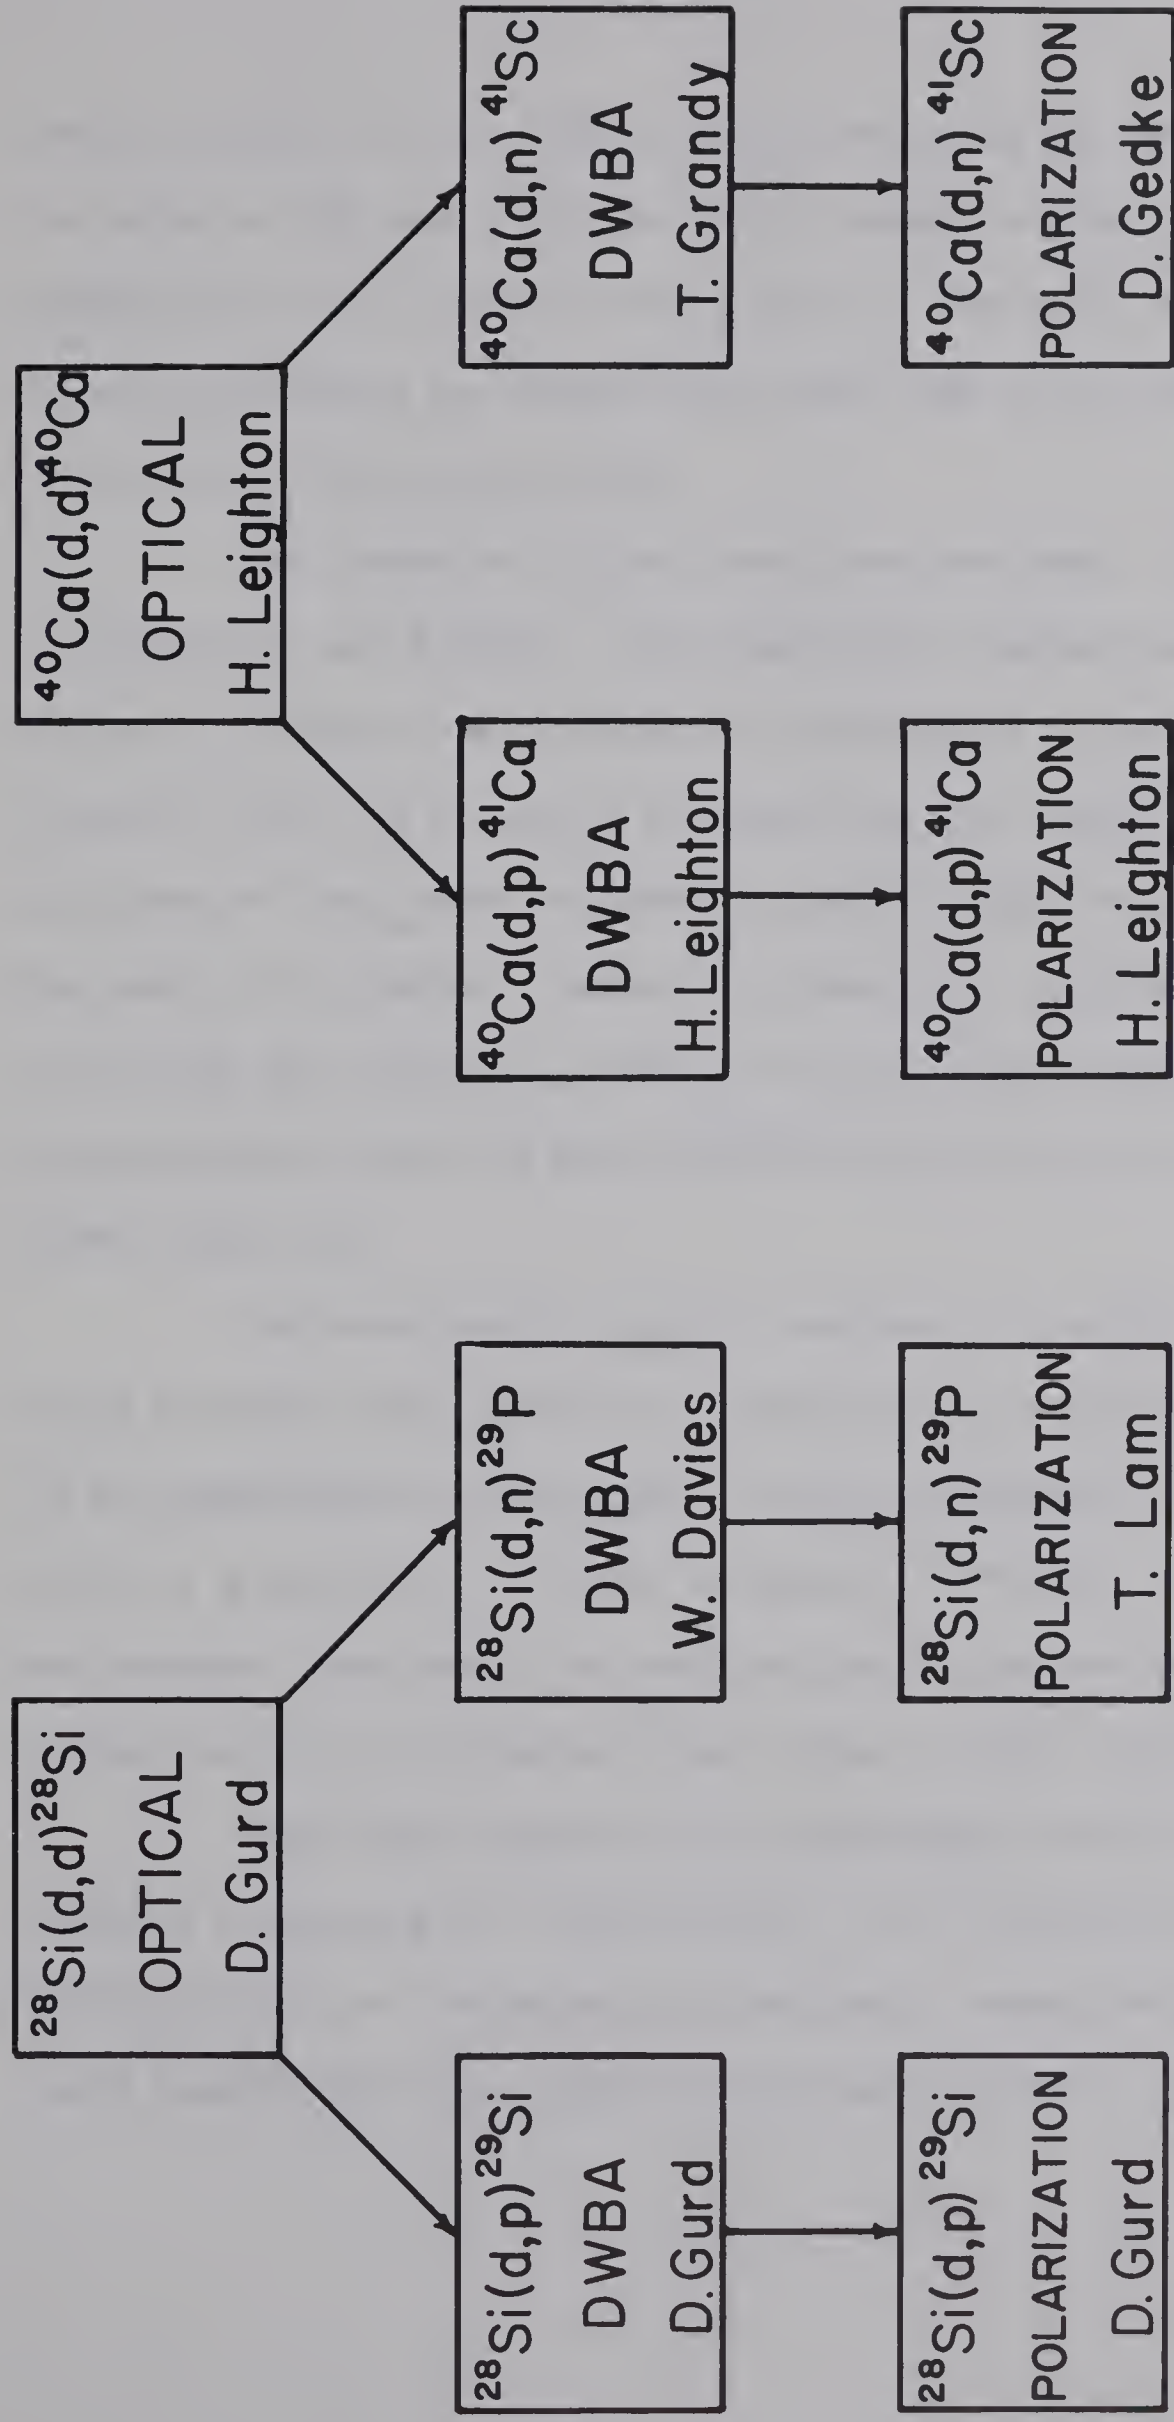 ²⁸Si(d,d)²⁸Si
OPTICAL
D. Gurd
²⁸Si(d,p)²⁹Si
DWBA
D.Gurd
²⁸Si(d,n)²⁹P
DWBA
W. Davies
²⁸Si(d,p)²⁹Si
POLARIZATION
D. Gurd
²⁸Si(d,n)²⁹P
POLARIZATION
T. Lam
⁴⁰Ca(d,d)⁴⁰Ca
OPTICAL
H. Leighton
⁴⁰Ca(d,p)⁴¹Ca
DWBA
H.Leighton
⁴⁰Ca(d,n)⁴¹Sc
DWBA
T. Grandy
⁴⁰Ca(d,p)⁴¹Ca
POLARIZATION
H.Leighton
⁴⁰Ca(d,n)⁴¹Sc
POLARIZATION
D. Gedke